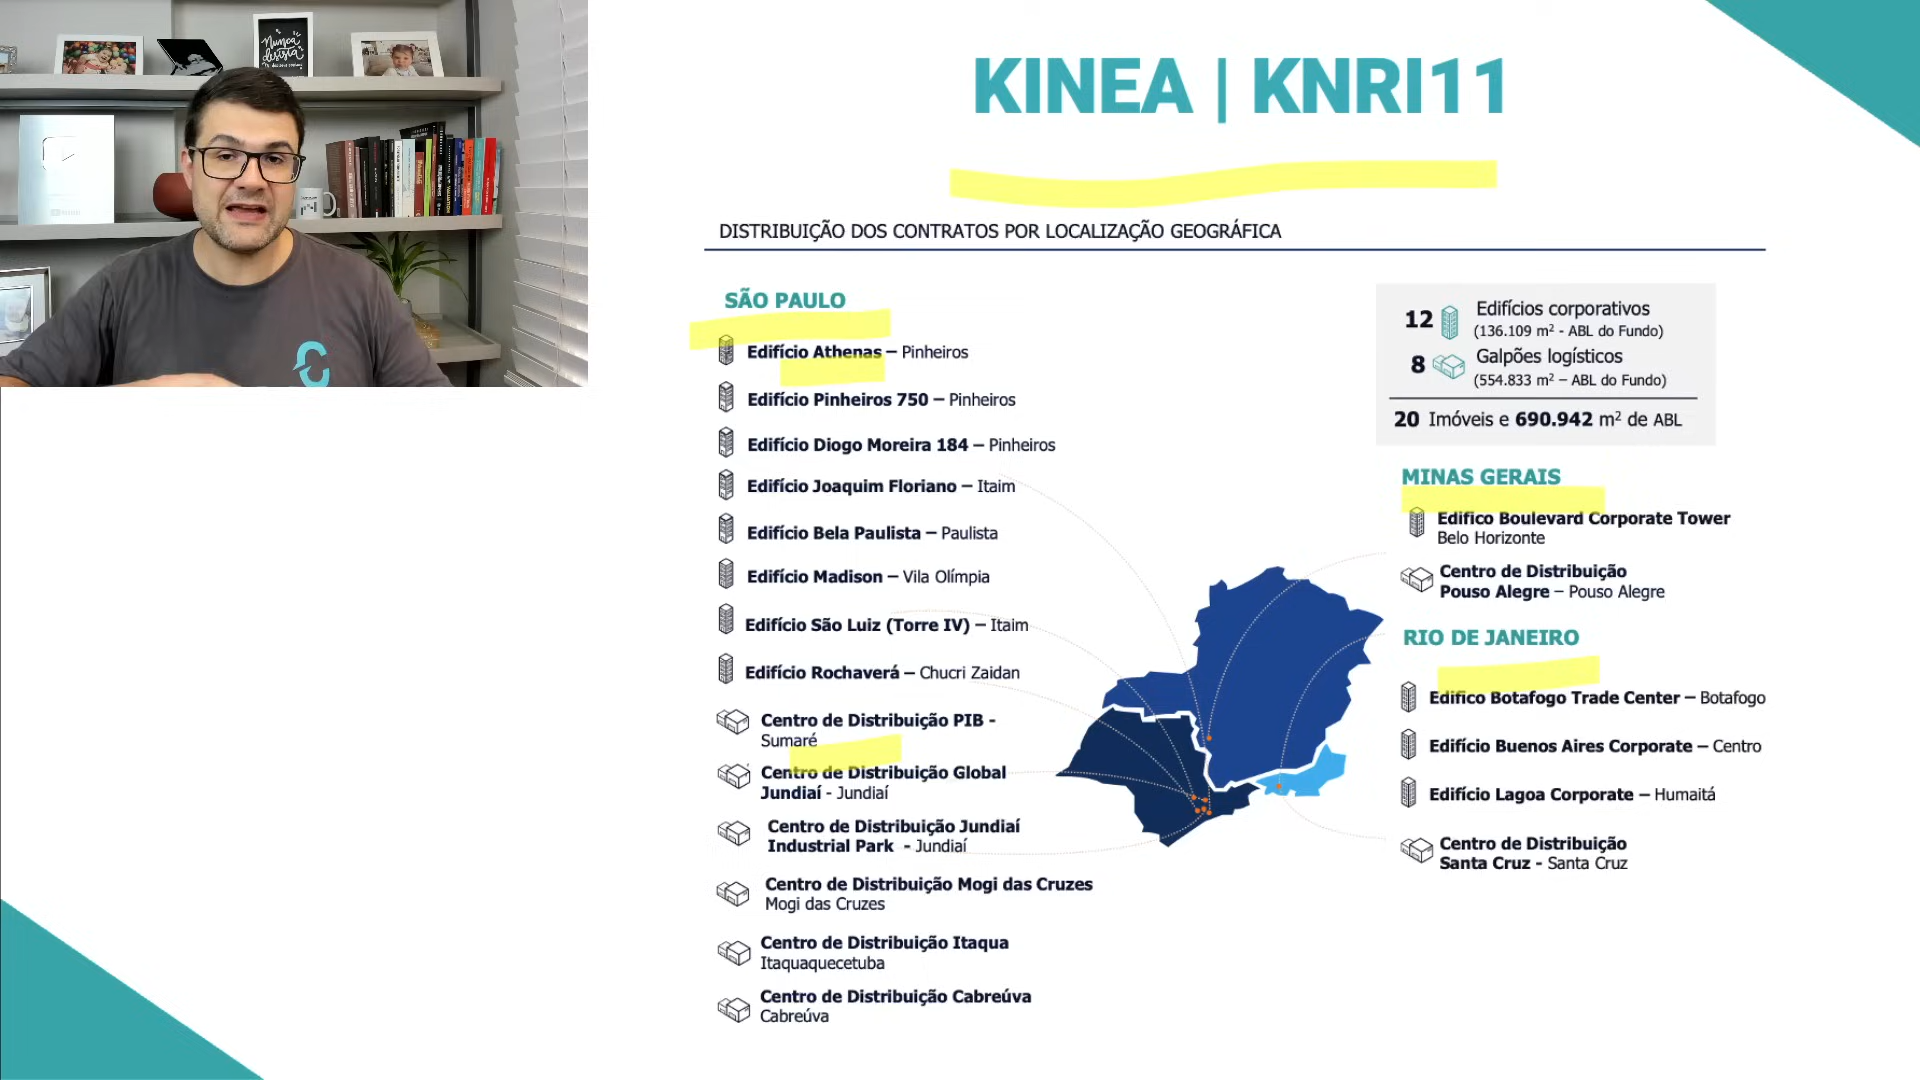 Nunca
desista
KINEA | KNRI11
DISTRIBUIÇÃO DOS CONTRATOS POR LOCALIZAÇÃO GEOGRÁFICA
SÃO PAULO
Edifício Athenas – Pinheiros
Edifício Pinheiros 750 – Pinheiros
Edifício Diogo Moreira 184 – Pinheiros
Edifício Joaquim Floriano – Itaim
Edifício Bela Paulista – Paulista
Edifício Madison – Vila Olímpia
Edifício São Luiz (Torre IV) – Itaim
Edifício Rochaverá – Chucri Zaidan
Centro de Distribuição PIB -
Sumaré
Centro de Distribuição Global
Jundiaí - Jundiaí
Centro de Distribuição Jundiaí
Industrial Park - Jundiaí
Centro de Distribuição Mogi das Cruzes
Mogi das Cruzes
Centro de Distribuição Itaqua
Itaquaquecetuba
Centro de Distribuição Cabreúva
Cabreúva
12 Edifícios corporativos
(136.109 m² - ABL do Fundo)
8 Galpões logísticos
(554.833 m² – ABL do Fundo)
20 Imóveis e 690.942 m² de ABL
MINAS GERAIS
Edifico Boulevard Corporate Tower
Belo Horizonte
Centro de Distribuição
Pouso Alegre – Pouso Alegre
RIO DE JANEIRO
Edifico Botafogo Trade Center – Botafogo
Edifício Buenos Aires Corporate – Centro
Edifício Lagoa Corporate – Humaitá
Centro de Distribuição
Santa Cruz - Santa Cruz